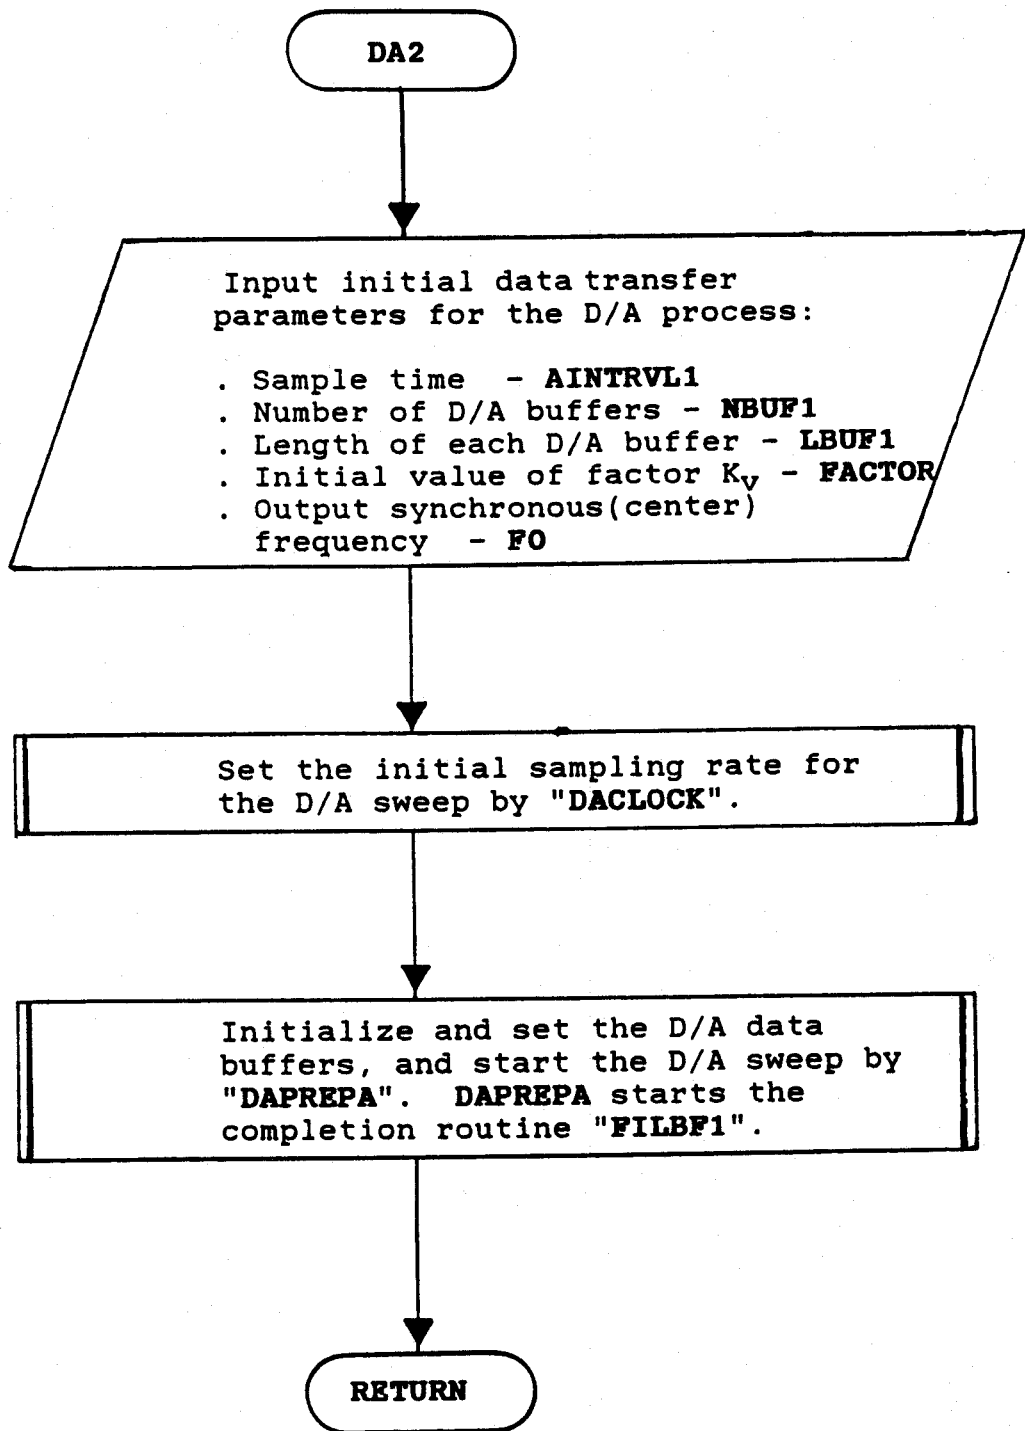 DA2
Input initial data transfer
parameters for the D/A process:
. Sample time - AINTRVL1
. Number of D/A buffers - NBUF1
. Length of each D/A buffer - LBUF1
. Initial value of factor Kv - FACTOR
. Output synchronous(center)
frequency - FO
Set the initial sampling rate for
the D/A sweep by "DACLOCK".
Initialize and set the D/A data
buffers, and start the D/A sweep by
"DAPREPA". DAPREPA starts the
completion routine "FILBF1".
RETURN